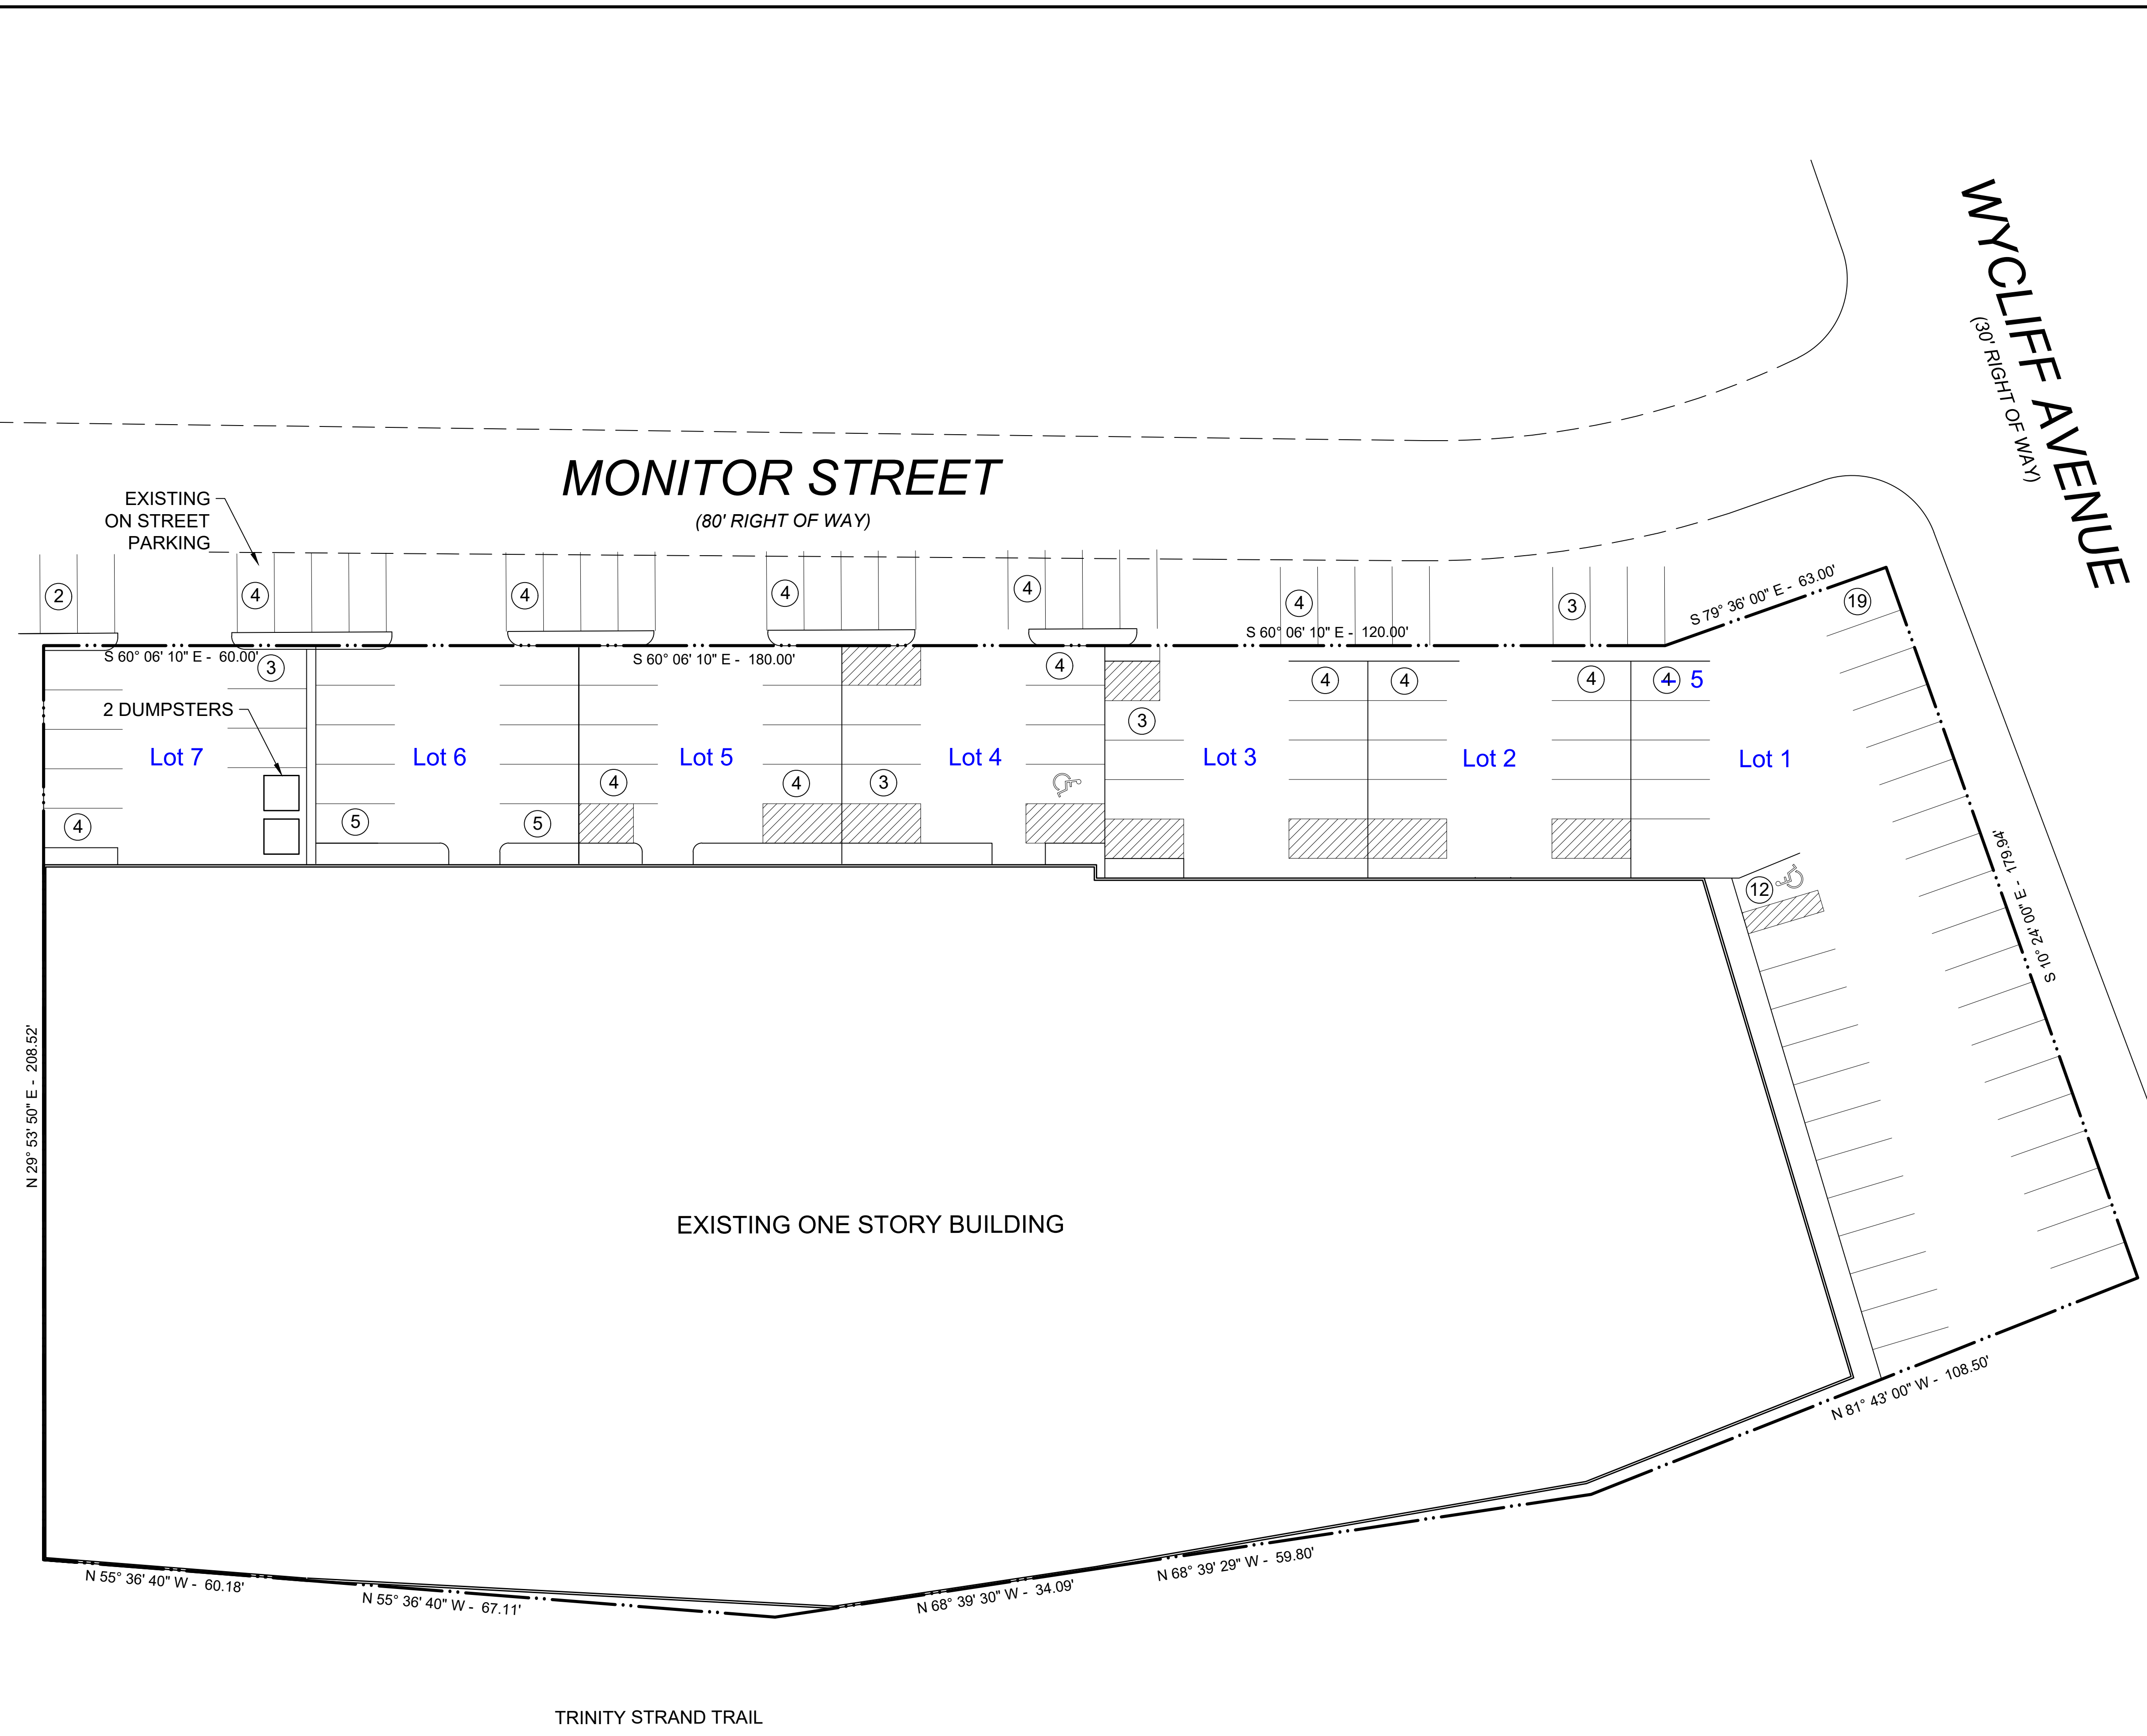 WYCLIFF AVENUE
(30' RIGHT OF WAY)
MONITOR STREET
(80' RIGHT OF WAY)
EXISTING
ON STREET
PARKING
2
4
4
4
4
4
3
S 79° 36' 00" E - 63.00'
19
S 60° 06' 10" E - 60.00'
S 60° 06' 10" E - 180.00'
S 60° 06' 10" E - 120.00'
3
4
4
4
4
4 5
2 DUMPSTERS
3
Lot 7
Lot 6
Lot 5
Lot 4
Lot 3
Lot 2
Lot 1
4
4
3
4
5
5
12
S 10° 24' 00" E - 179.94'
N 29° 53' 50" E - 208.52'
EXISTING ONE STORY BUILDING
N 81° 43' 00" W - 108.50'
N 55° 36' 40" W - 60.18'
N 55° 36' 40" W - 67.11'
N 68° 39' 30" W - 34.09'
N 68° 39' 29" W - 59.80'
TRINITY STRAND TRAIL